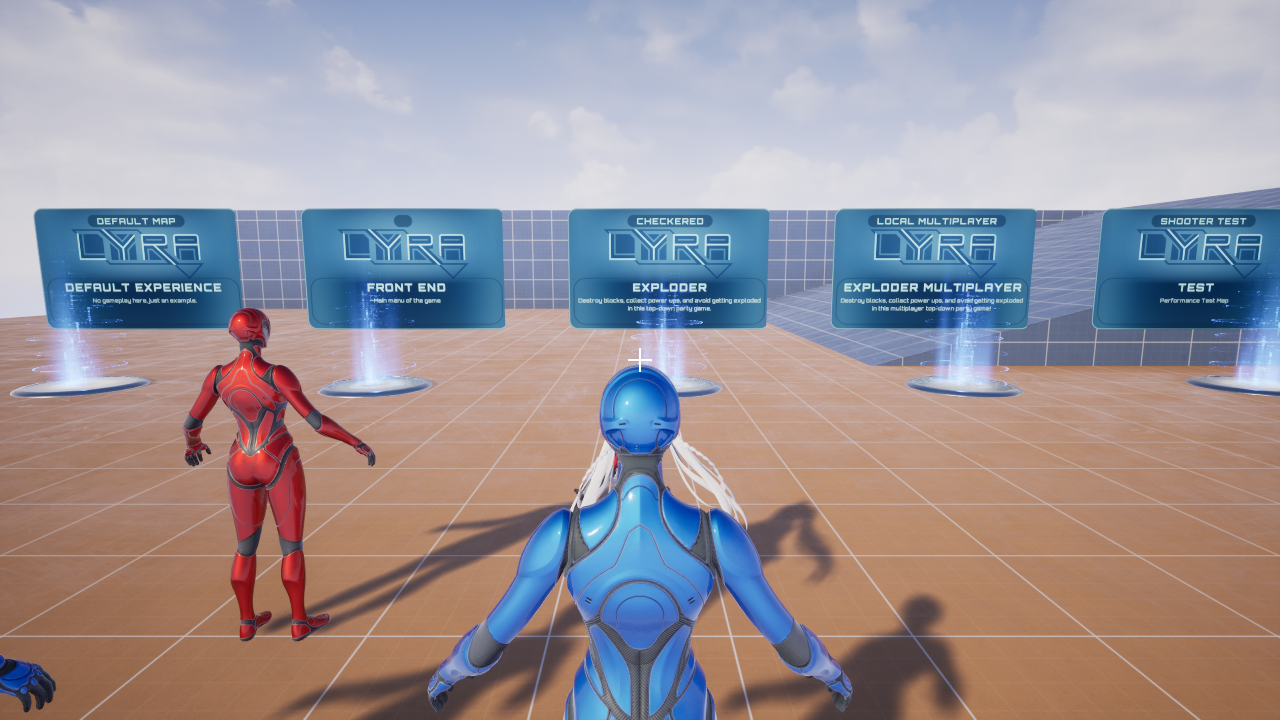 DEFAULT MAP
LYRA
DEFAULT EXPERIENCE
No gameplay here, just an example.
LYRA
FRONT END
Main menu of the game
CHECKERED
LYRA
EXPLODER
Destroy blocks, collect power ups, and avoid getting exploded
in this top-down party game!
LOCAL MULTIPLAYER
LYRA
EXPLODER MULTIPLAYER
Destroy blocks, collect power ups, and avoid getting exploded
in this multiplayer top-down party game!
SHOOTER TEST
LYRA
TEST
Performance Test Map